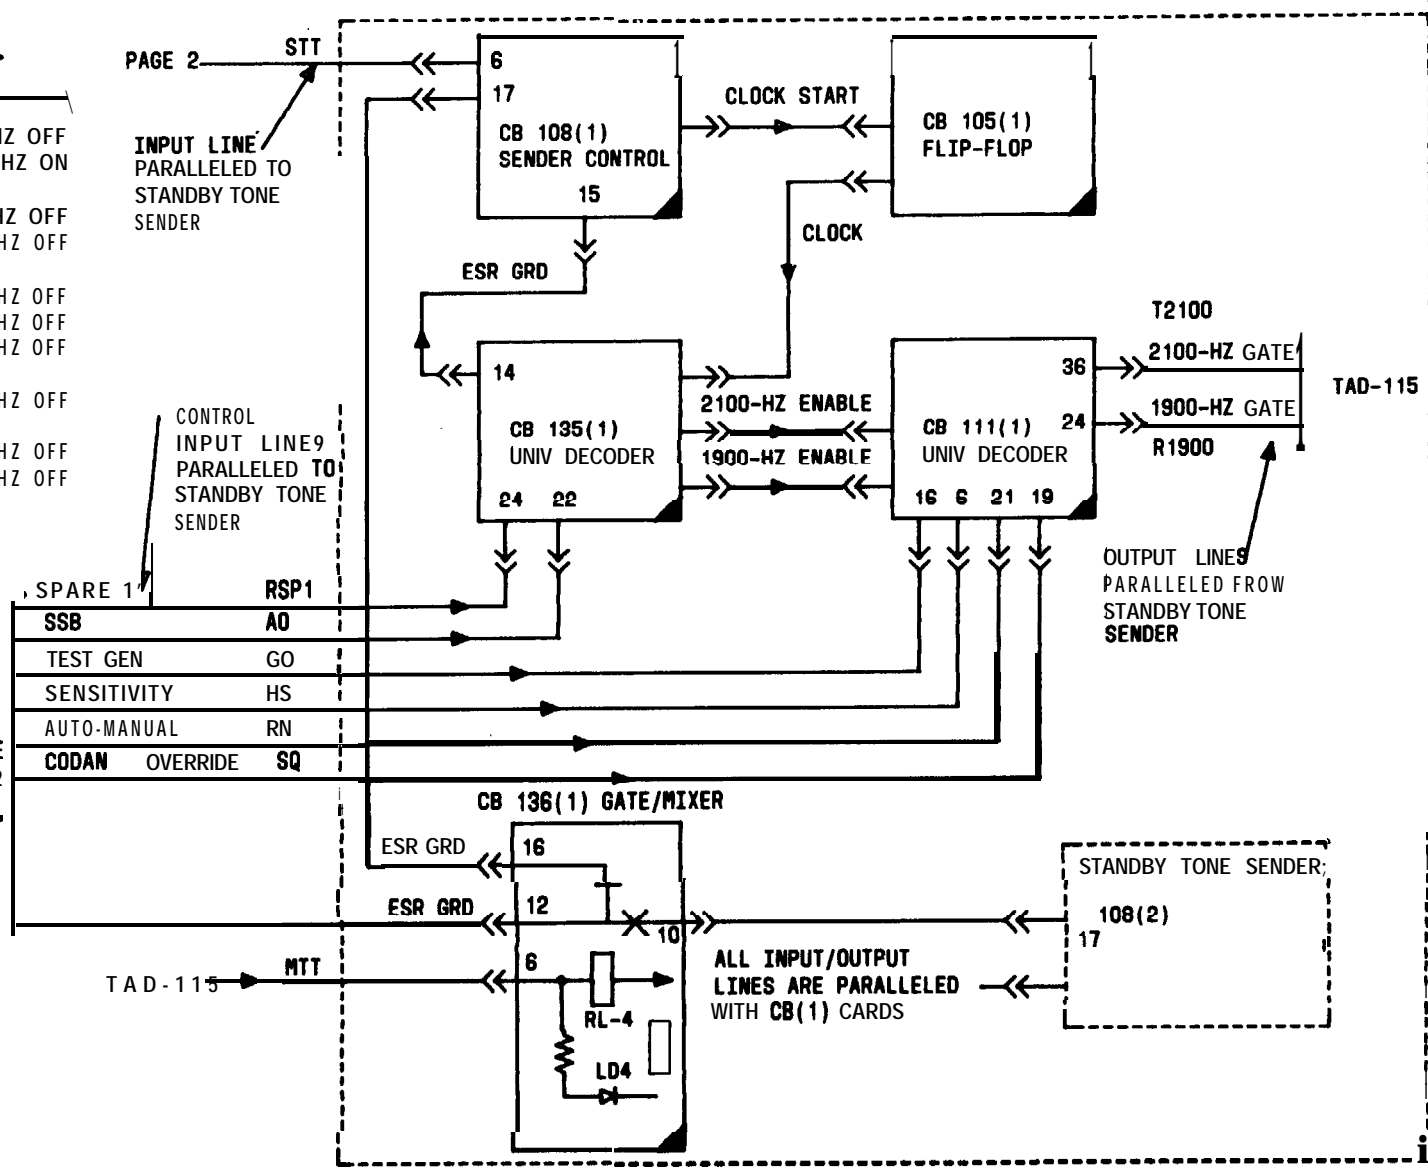 PAGE 2
STT
INPUT LINE
PARALLELED TO
STANDBY TONE
SENDER
HZ OFF
HZ ON
HZ OFF
HZ OFF
HZ OFF
HZ OFF
HZ OFF
HZ OFF
HZ OFF
HZ OFF
6
17
CB 108(1)
SENDER CONTROL
15
CLOCK START
CB 105(1)
FLIP-FLOP
CLOCK
ESR GRD
14
CB 135(1)
UNIV DECODER
24 22
2100-HZ ENABLE
1900-HZ ENABLE
36
24
CB 111(1)
UNIV DECODER
16 6 21 19
T2100
2100-HZ GATE
1900-HZ GATE
R1900
TAD-115
OUTPUT LINES
PARALLELED FROW
STANDBY TONE
SENDER
CONTROL
INPUT LINE9
PARALLELED TO
STANDBY TONE
SENDER
SPARE 1 RSP1
SSB AO
TEST GEN GO
SENSITIVITY HS
AUTO-MANUAL RN
CODAN OVERRIDE SQ
CB 136(1) GATE/MIXER
ESR GRD 16
ESR GRD 12
10
TAD-115 MTT 6
RL-4
LD4
ALL INPUT/OUTPUT
LINES ARE PARALLELED
WITH CB(1) CARDS
STANDBY TONE SENDER;
108(2)
17